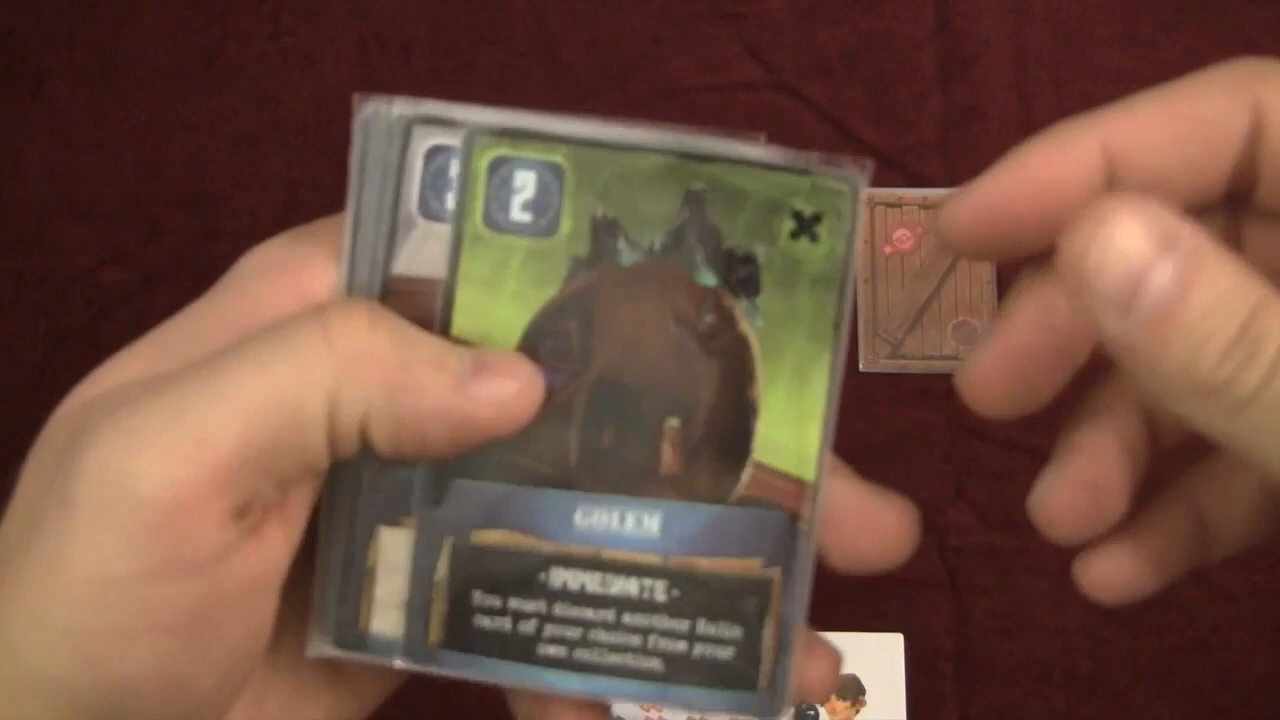 2
GOLEM
-IMMEDIATE-
You must discard another Relic
card of your choice from your
own collection.